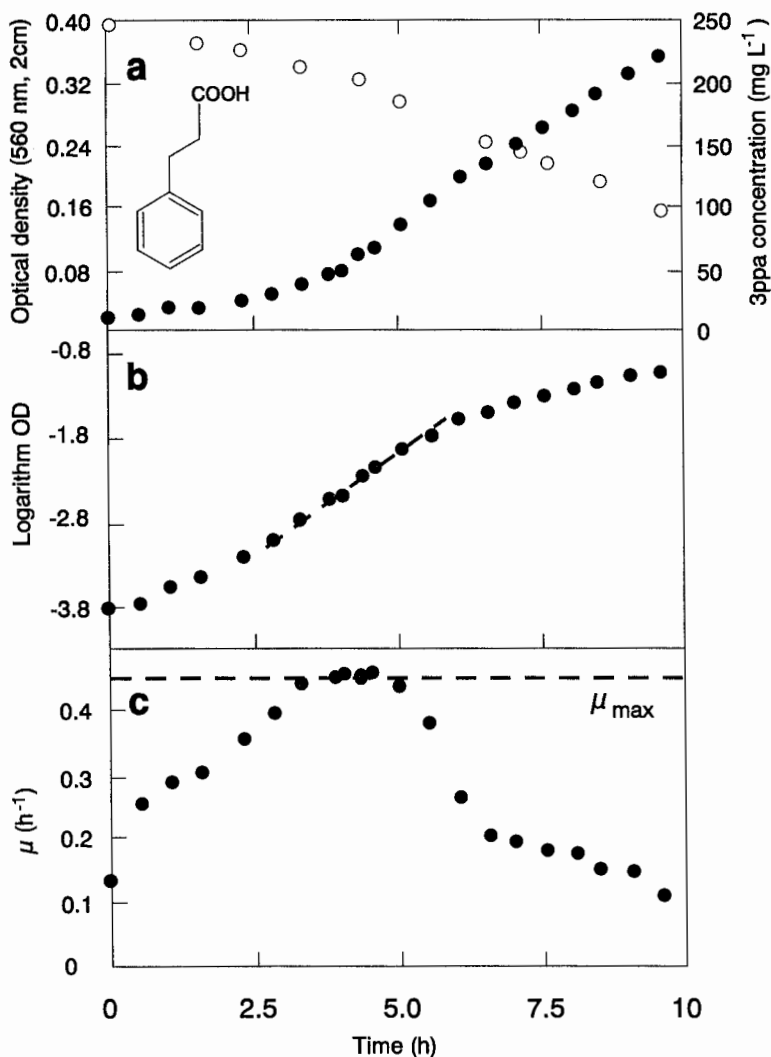 0.40
0.32
0.24
0.16
0.08
Optical density (560 nm, 2cm)
a
COOH
250
200
150
100
50
0
3ppa concentration (mg L⁻¹)
b
-0.8
-1.8
-2.8
-3.8
Logarithm OD
c
μ max
0.4
0.3
0.2
0.1
0
μ (h⁻¹)
0 2.5 5.0 7.5 10
Time (h)